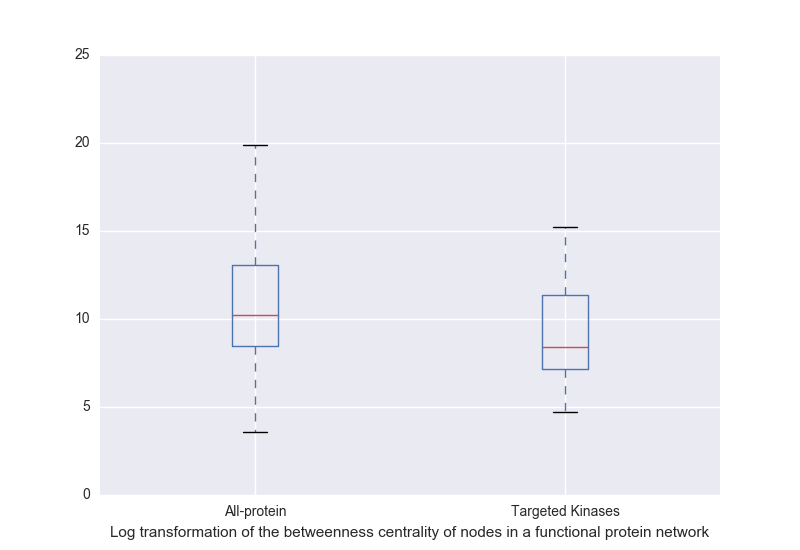 25
20
15
10
5
0
All-protein
Targeted Kinases
Log transformation of the betweenness centrality of nodes in a functional protein network